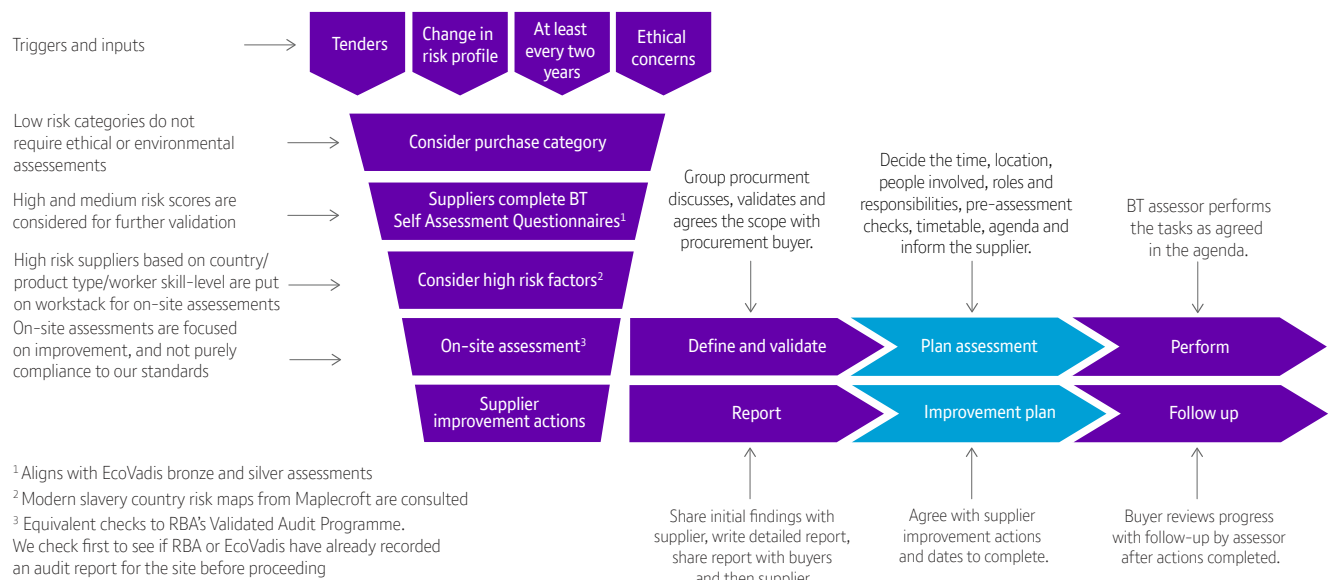 Triggers and inputs
Tenders
Change in
risk profile
At least
every two
years
Ethical
concerns
Low risk categories do not
require ethical or environmental
assessments
Consider purchase category
High and medium risk scores are
considered for further validation
Suppliers complete BT
Self Assessment Questionnaires¹
High risk suppliers based on country/
product type/worker skill-level are put
on workstack for on-site assessements
Consider high risk factors²
On-site assessments are focused
on improvement, and not purely
compliance to our standards
On-site assessment³
Supplier
improvement actions
Group procurment
discusses, validates and
agrees the scope with
procurement buyer.
Decide the time, location,
people involved, roles and
responsibilities, pre-assessment
checks, timetable, agenda and
inform the supplier.
BT assessor performs
the tasks as agreed
in the agenda.
Define and validate
Plan assessment
Perform
Report
Improvement plan
Follow up
Share initial findings with
supplier, write detailed report,
share report with buyers
and then supplier
Agree with supplier
improvement actions
and dates to complete.
Buyer reviews progress
with follow-up by assessor
after actions completed.
¹ Aligns with EcoVadis bronze and silver assessments
² Modern slavery country risk maps from Maplecroft are consulted
³ Equivalent checks to RBA's Validated Audit Programme.
We check first to see if RBA or EcoVadis have already recorded
an audit report for the site before proceeding